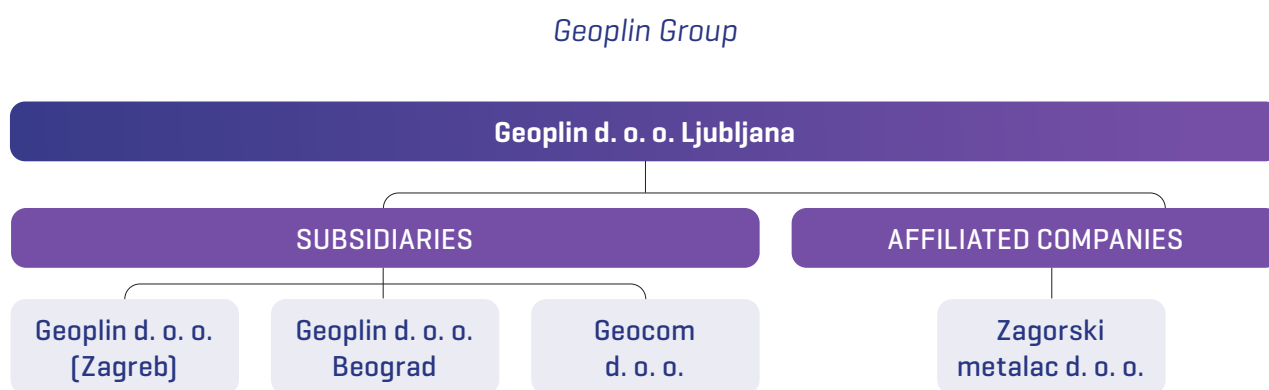 Geoplin Group
Geoplin d. o. o. Ljubljana
SUBSIDIARIES
AFFILIATED COMPANIES
Geoplin d. o. o.
(Zagreb)
Geoplin d. o. o.
Beograd
Geocom
d. o. o.
Zagorski
metalac d. o. o.